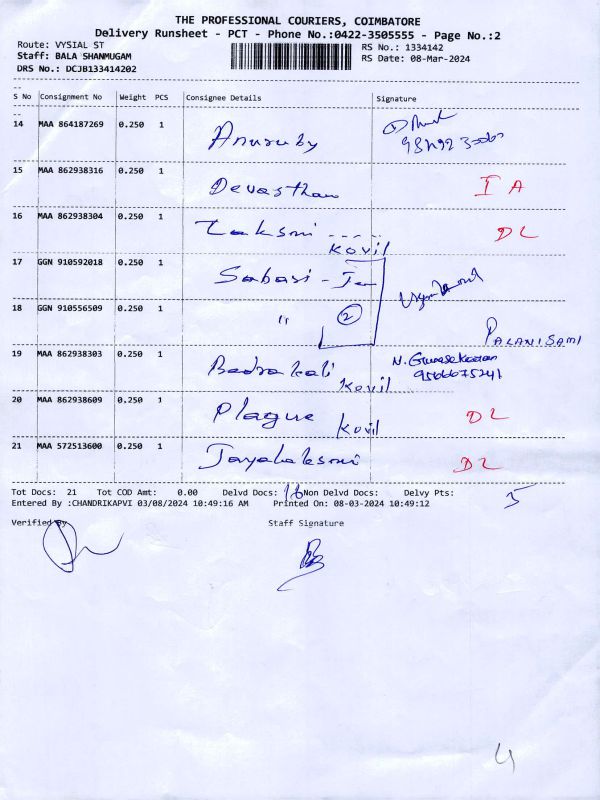 THE PROFESSIONAL COURIERS, COIMBATORE
Delivery Runsheet - PCT - Phone No.:0422-3505555 - Page No.:2
Route: VYSIAL ST RS No.: 1334142
Staff: BALA SHANMUGAM RS Date: 08-Mar-2024
DRS No.: DCJB133414202
S No Consignment No Weight PCS Consignee Details Signature
14 MAA 864187269 0.250 1
15 MAA 862938316 0.250 1 Devasthan I A
16 MAA 862938304 0.250 1 Laksmi Kovil DL
17 GGN 910592018 0.250 1 Sabari -
18 GGN 910556509 0.250 1 " 2 PALANISAMI
19 MAA 862938303 0.250 1 Badrakali Kovil N. Gunasekaran 9566675241
20 MAA 862938609 0.250 1 Plague Kovil DL
21 MAA 572513600 0.250 1 Jayalaksmi DL
Tot Docs: 21 Tot COD Amt: 0.00 Delvd Docs: 16 Non Delvd Docs: Delvy Pts: 5
Entered By :CHANDRIKAPVI 03/08/2024 10:49:16 AM Printed On: 08-03-2024 10:49:12
Verified By Staff Signature
4